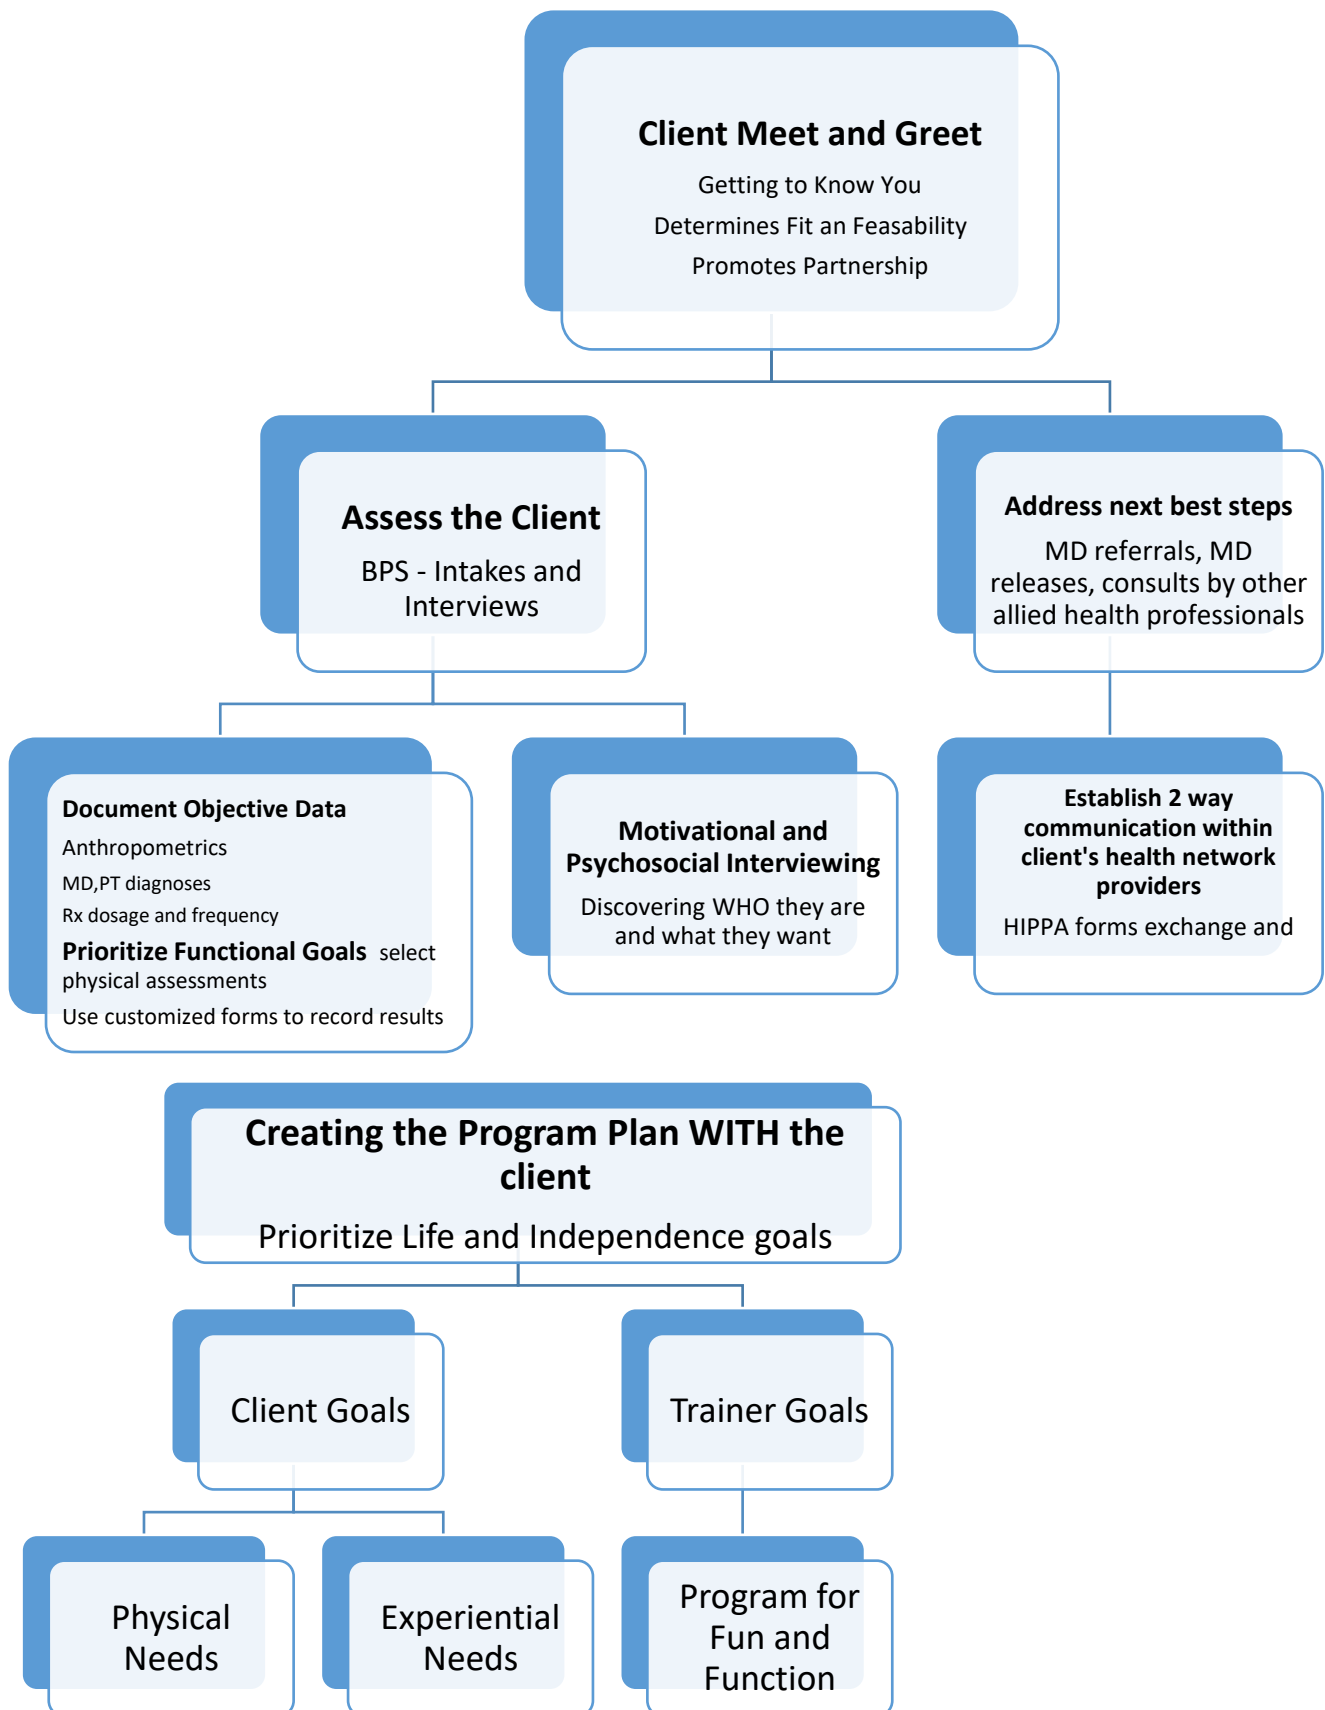 Client Meet and Greet
Getting to Know You
Determines Fit an Feasability
Promotes Partnership
Assess the Client
BPS - Intakes and
Interviews
Address next best steps
MD referrals, MD
releases, consults by other
allied health professionals
Document Objective Data
Anthropometrics
MD,PT diagnoses
Rx dosage and frequency
Prioritize Functional Goals select
physical assessments
Use customized forms to record results
Motivational and
Psychosocial Interviewing
Discovering WHO they are
and what they want
Establish 2 way
communication within
client's health network
providers
HIPPA forms exchange and
Creating the Program Plan WITH the
client
Prioritize Life and Independence goals
Client Goals
Trainer Goals
Physical
Needs
Experiential
Needs
Program for
Fun and
Function